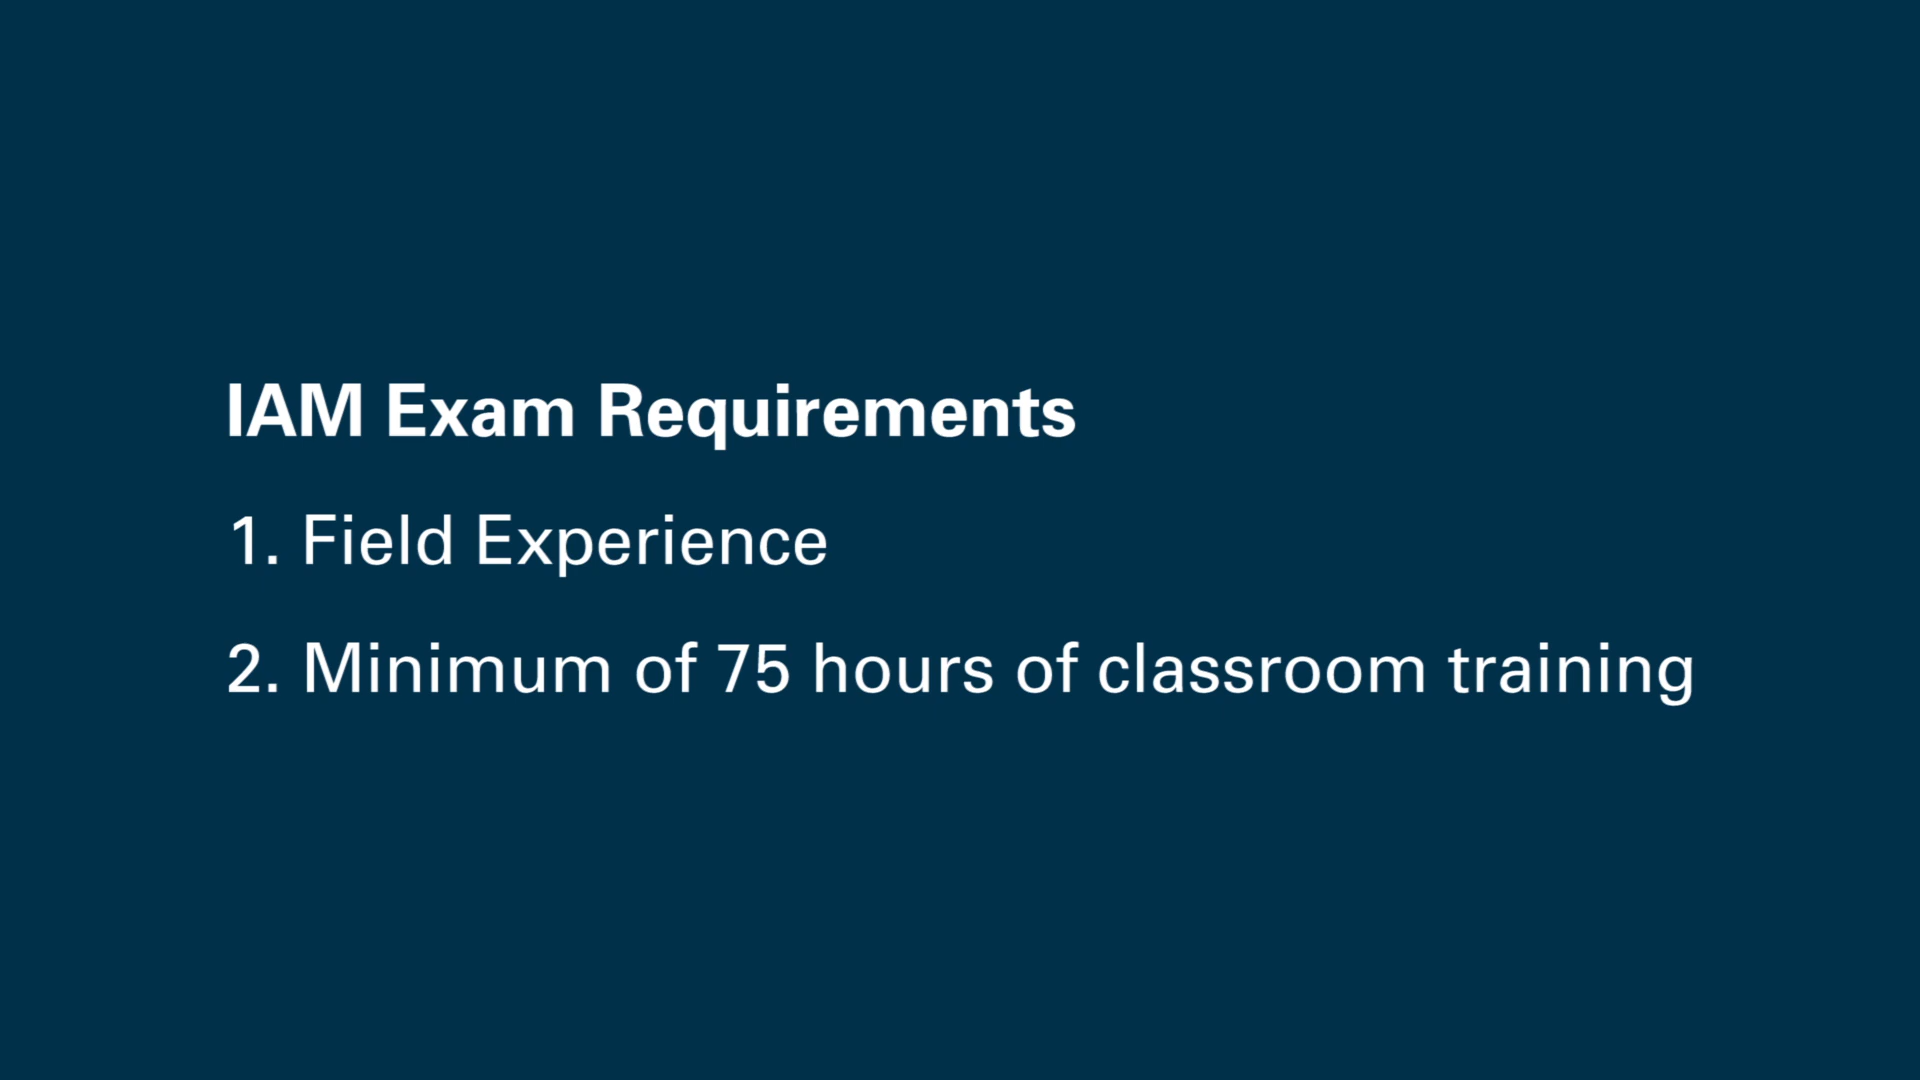 IAM Exam Requirements
1. Field Experience
2. Minimum of 75 hours of classroom training